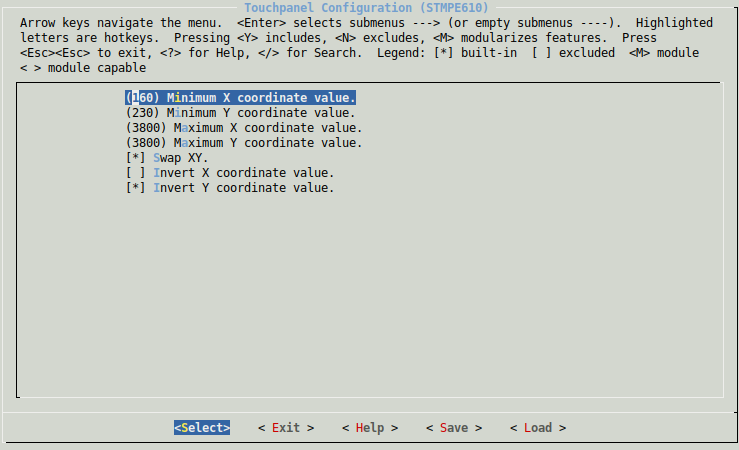 Touchpanel Configuration (STMPE610)
Arrow keys navigate the menu.  <Enter> selects submenus ---> (or empty submenus ----).  Highlighted
letters are hotkeys.  Pressing <Y> includes, <N> excludes, <M> modularizes features.  Press
<Esc><Esc> to exit, <?> for Help, </> for Search.  Legend: [*] built-in  [ ] excluded  <M> module
< > module capable
(160) Minimum X coordinate value.
(230) Minimum Y coordinate value.
(3800) Maximum X coordinate value.
(3800) Maximum Y coordinate value.
[*] Swap XY.
[ ] Invert X coordinate value.
[*] Invert Y coordinate value.
<Select>    < Exit >    < Help >    < Save >    < Load >